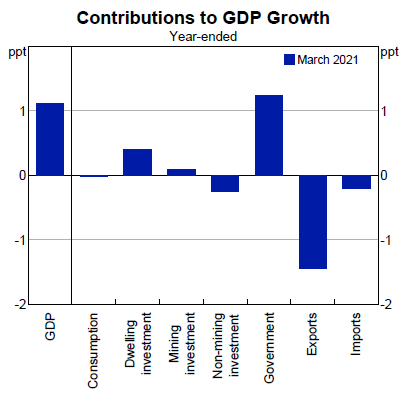 Contributions to GDP Growth
Year-ended
ppt
ppt
March 2021
1
1
0
0
-1
-1
-2
-2
GDP
Consumption
Dwelling
investment
Mining
investment
Non-mining
investment
Government
Exports
Imports